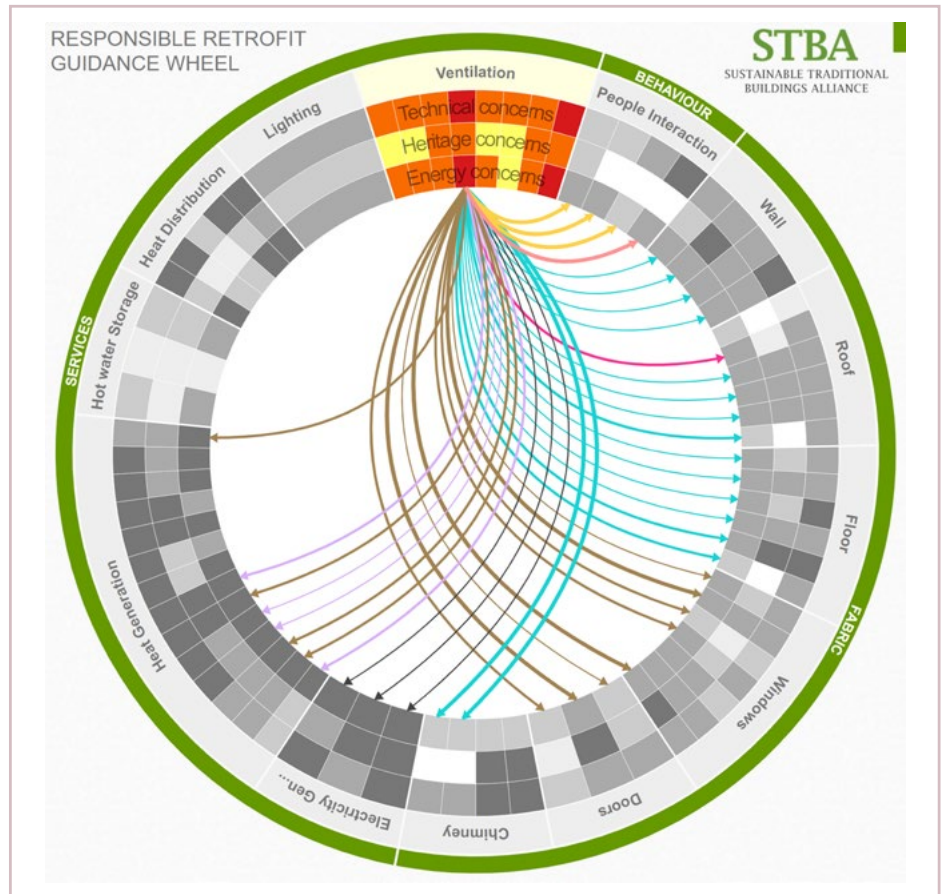 RESPONSIBLE RETROFIT
GUIDANCE WHEEL
STBA
SUSTAINABLE TRADITIONAL
BUILDINGS ALLIANCE
Ventilation
Technical concerns
Heritage concerns
Energy concerns
BEHAVIOUR
People Interaction
Wall
Roof
Floor
FABRIC
Windows
Doors
Chimney
Electricity Gen...
Heat Generation
Hot water Storage
SERVICES
Heat Distribution
Lighting